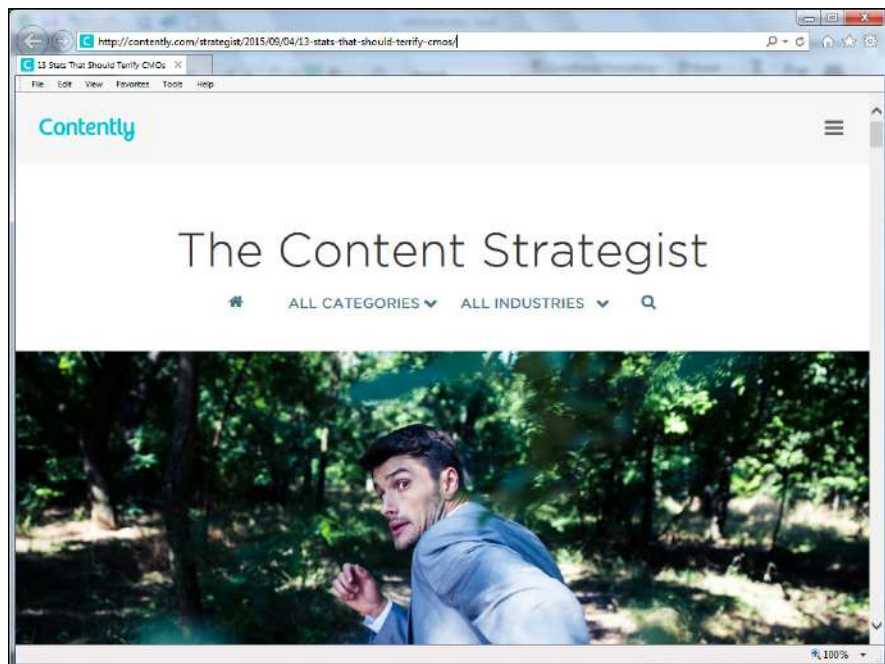 http://contently.com/strategist/2015/09/04/13-stats-that-should-terrify-cmos/
13 Stats That Should Terrify CMOs
File Edit View Favorites Tools Help
Contently
The Content Strategist
ALL CATEGORIES ALL INDUSTRIES
100%